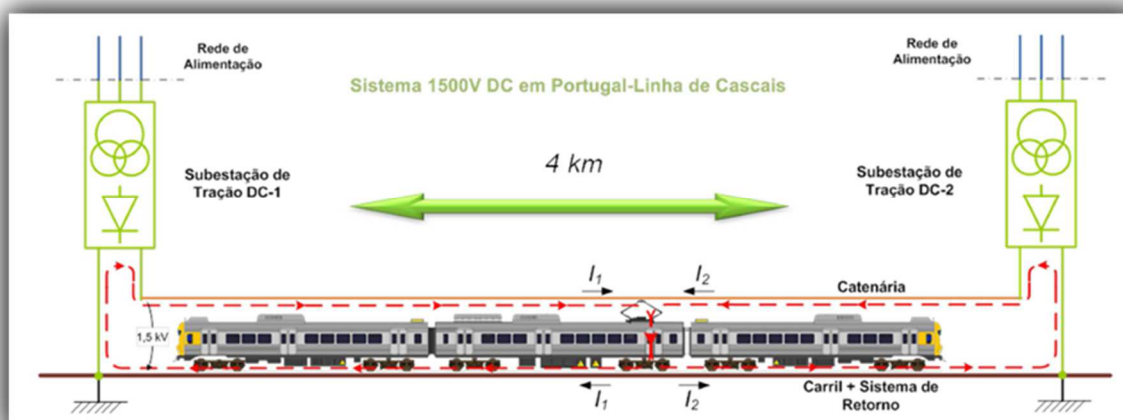 Rede de
Alimentação
Rede de
Alimentação
Sistema 1500V DC em Portugal-Linha de Cascais
4 km
Subestação de
Tração DC-1
Subestação de
Tração DC-2
I1
I2
Catenária
1,5 kV
I1
I2
Carril + Sistema de
Retorno